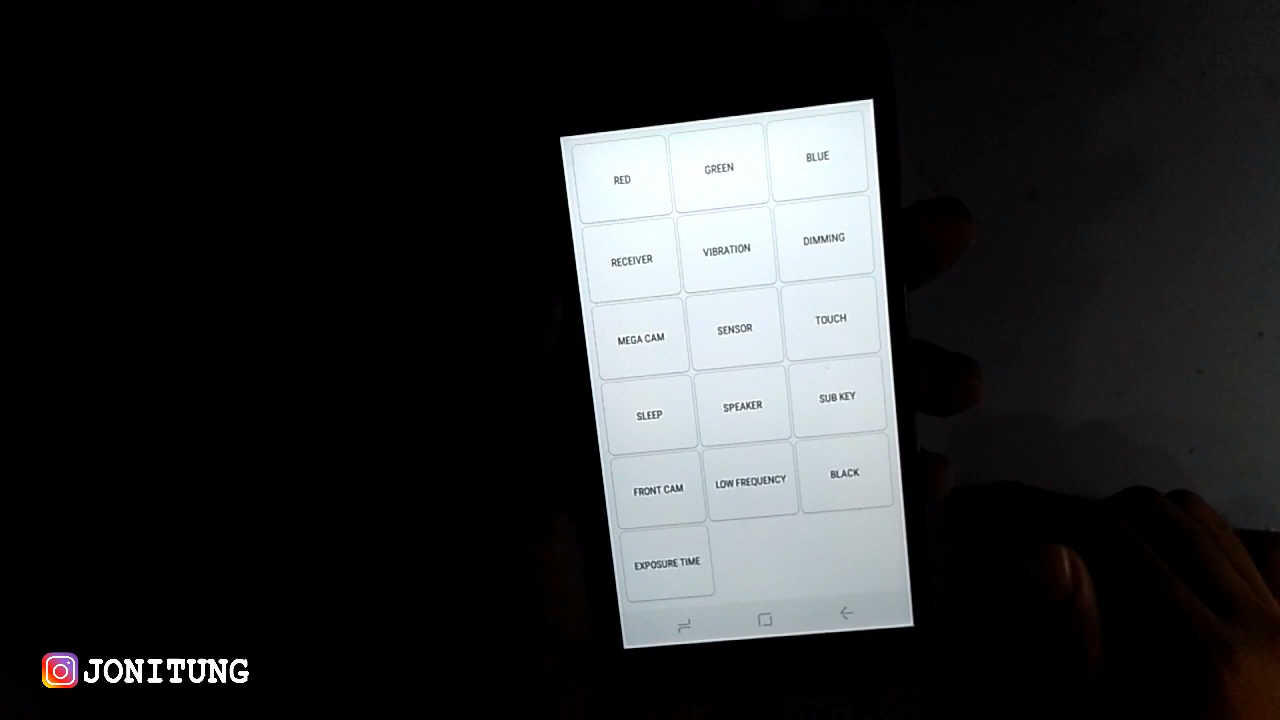 RED
GREEN
BLUE
RECEIVER
VIBRATION
DIMMING
MEGA CAM
SENSOR
TOUCH
SLEEP
SPEAKER
SUB KEY
FRONT CAM
LOW FREQUENCY
BLACK
EXPOSURE TIME
JONITUNG